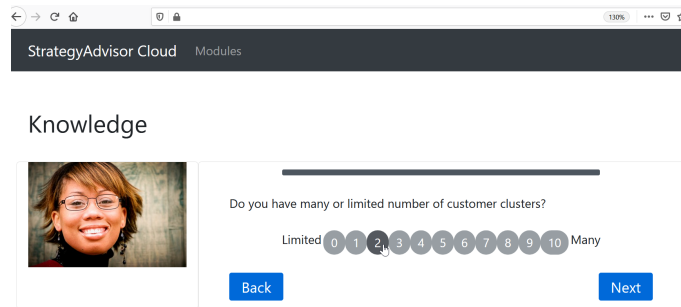 130%
StrategyAdvisor Cloud Modules
Knowledge
Do you have many or limited number of customer clusters?
Limited 0 1 2 3 4 5 6 7 8 9 10 Many
Back Next